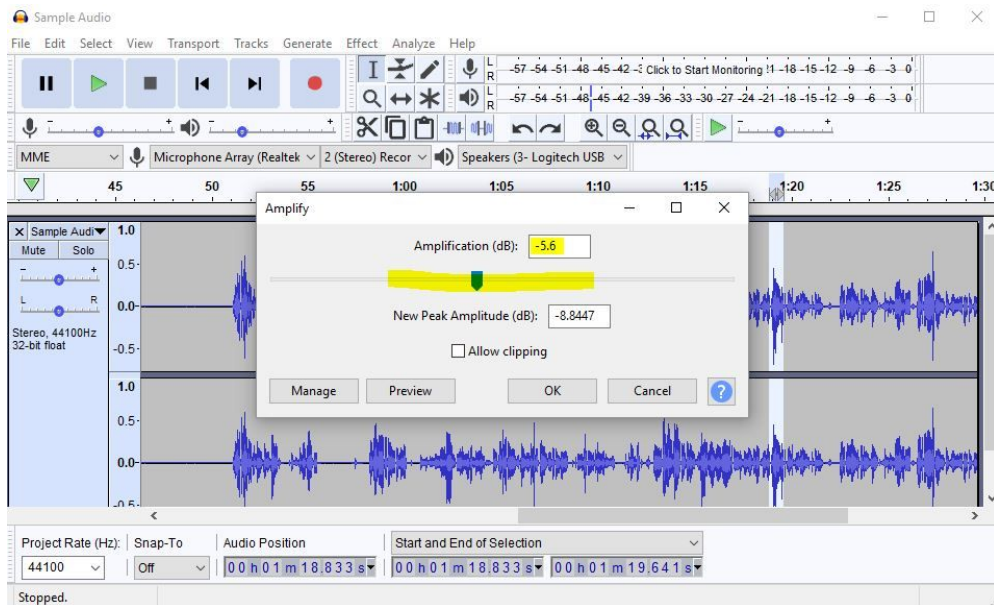 Sample Audio
File Edit Select View Transport Tracks Generate Effect Analyze Help
L
R
-57 -54 -51 -48 -45 -42 -3 Click to Start Monitoring !1 -18 -15 -12 -9 -6 -3 0
L
R
-57 -54 -51 -48 -45 -42 -39 -36 -33 -30 -27 -24 -21 -18 -15 -12 -9 -6 -3 0
- +
- +
- +
MME Microphone Array (Realtek 2 (Stereo) Recor Speakers (3- Logitech USB
45 50 55 1:00 1:05 1:10 1:15 1:20 1:25 1:30
Amplify
Amplification (dB): -5.6
New Peak Amplitude (dB): -8.8447
Allow clipping
Manage Preview OK Cancel ?
X Sample Audi
Mute Solo
- +
L R
Stereo, 44100Hz
32-bit float
1.0
0.5
0.0
-0.5
1.0
0.5
0.0
-0.5
Project Rate (Hz): Snap-To Audio Position Start and End of Selection
44100 Off 00 h 01 m 18.833 s 00 h 01 m 18.833 s 00 h 01 m 19.641 s
Stopped.